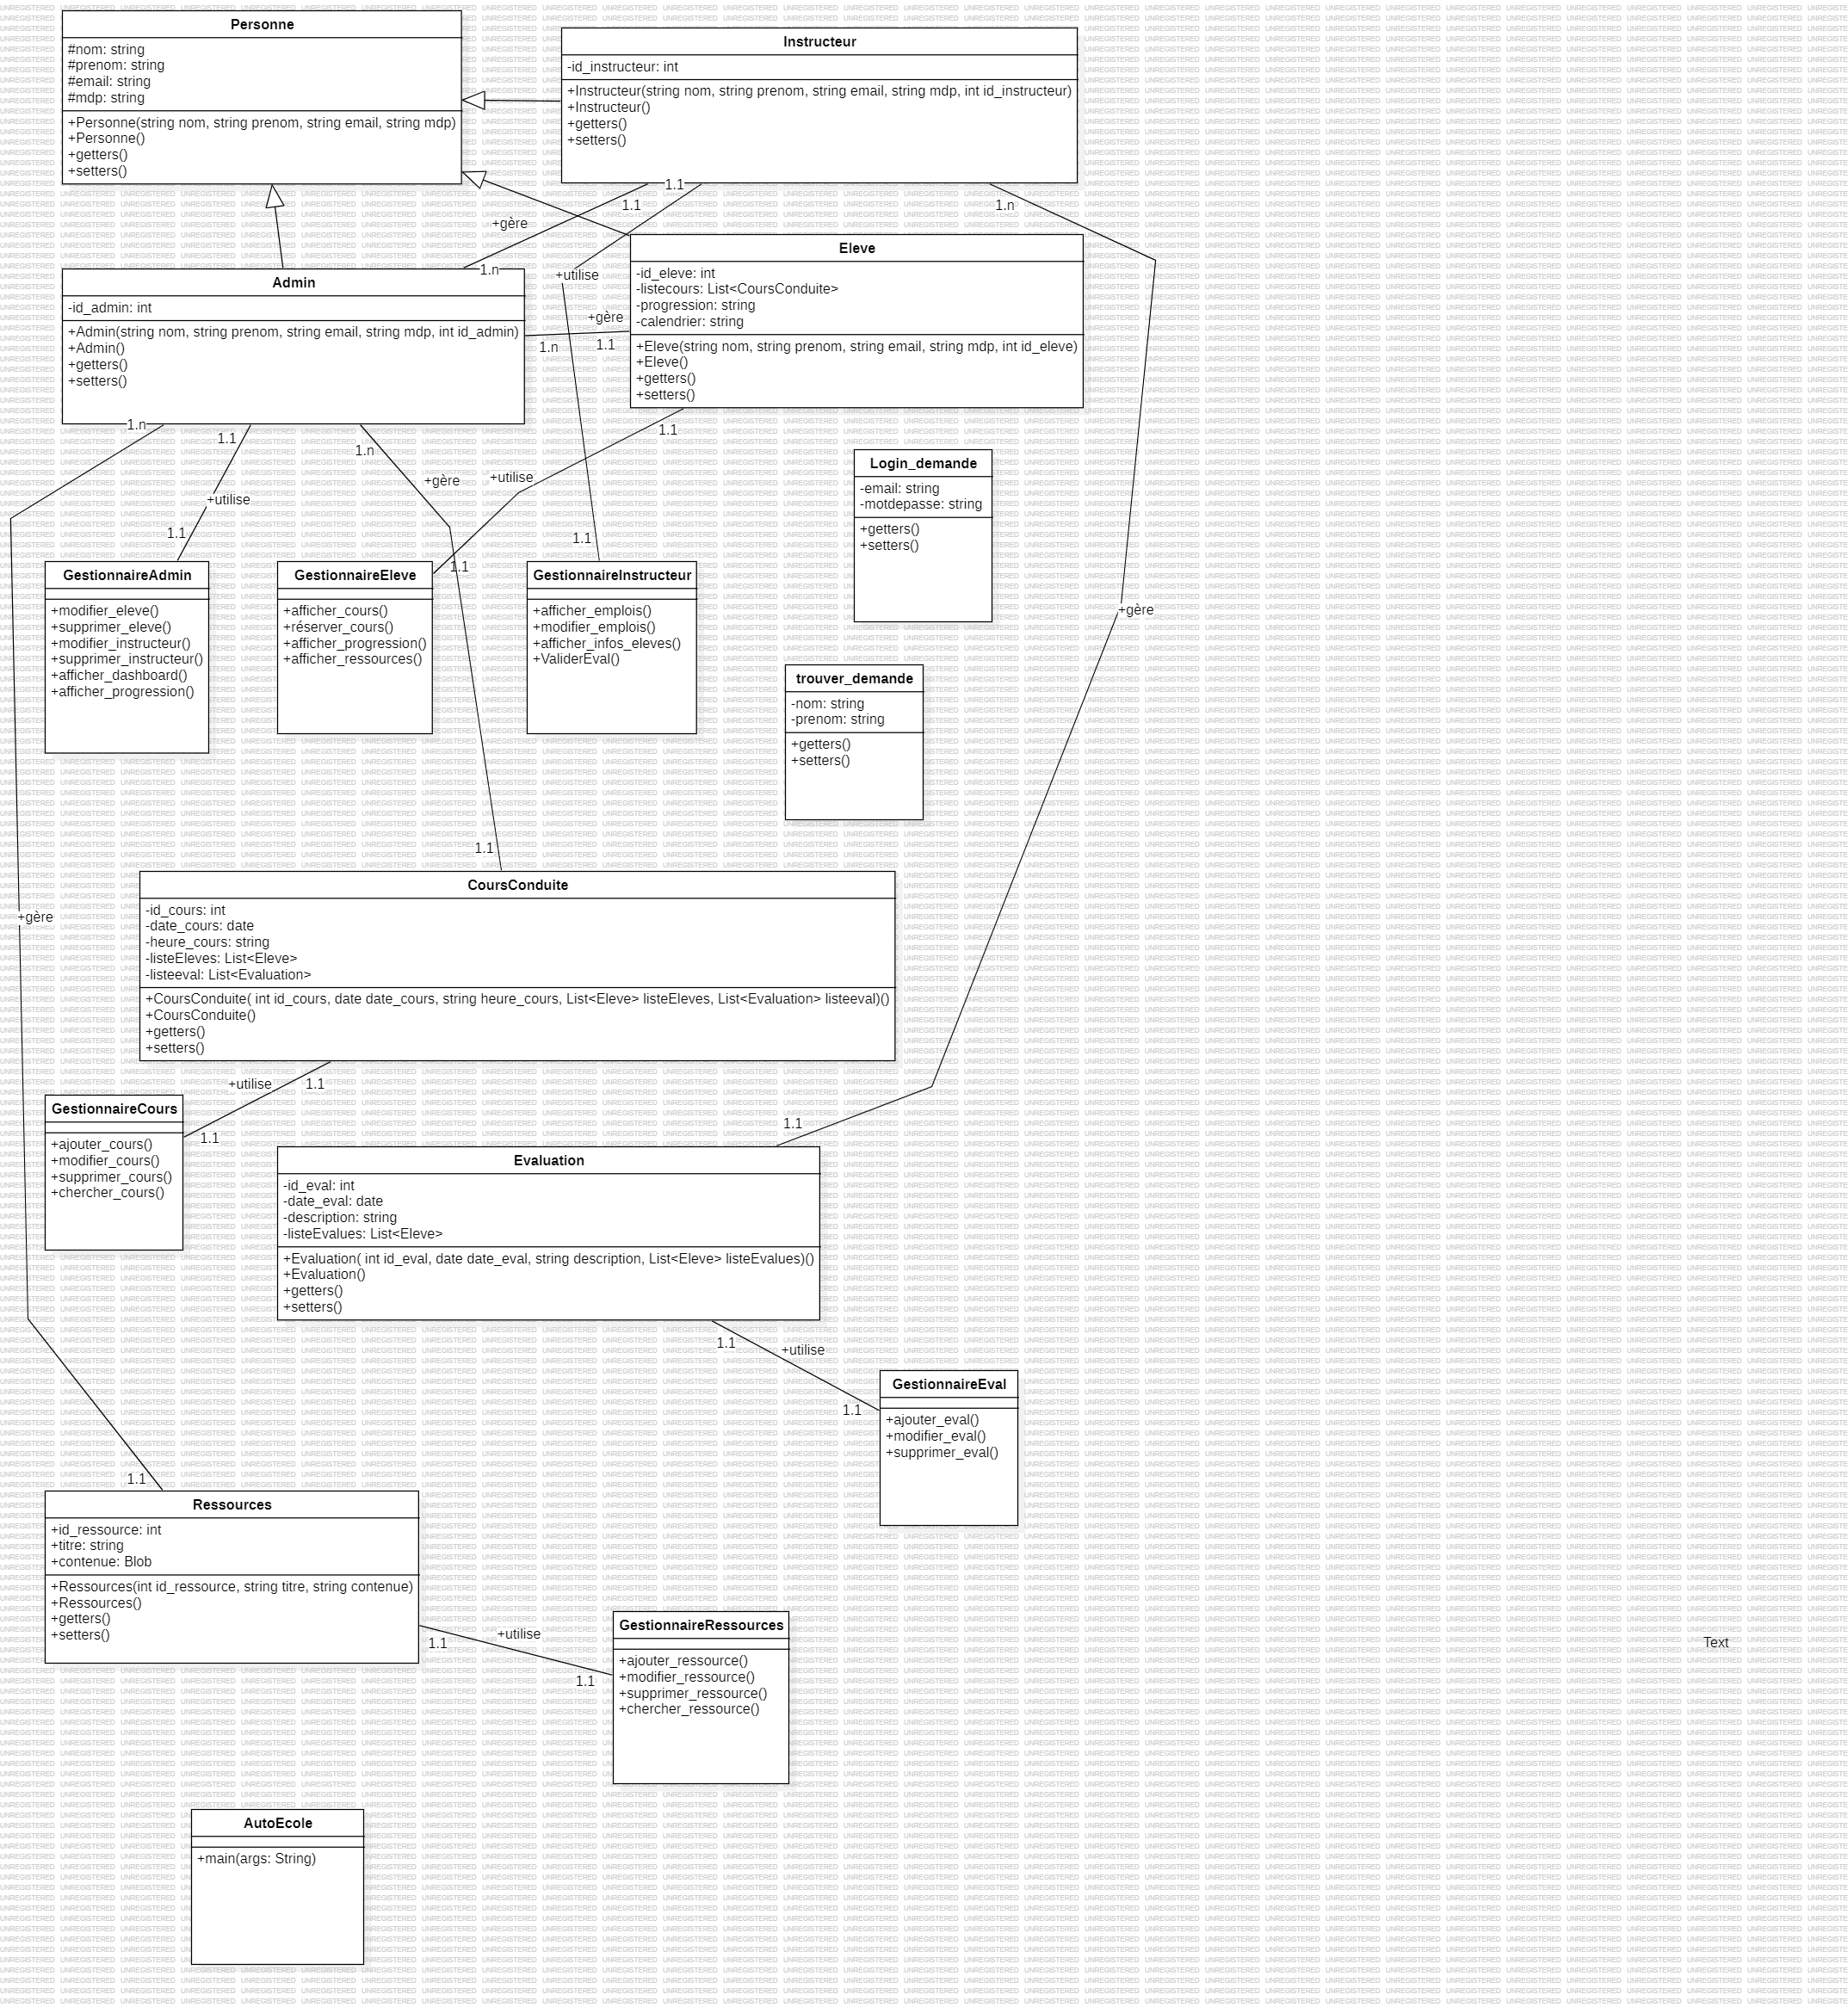 Personne
#nom: string
#prenom: string
#email: string
#mdp: string
+Personne(string nom, string prenom, string email, string mdp)
+Personne()
+getters()
+setters()
Instructeur
-id_instructeur: int
+Instructeur(string nom, string prenom, string email, string mdp, int id_instructeur)
+Instructeur()
+getters()
+setters()
1.1
1.1
1.n
+gère
1.n
+utilise
Eleve
-id_eleve: int
-listecours: List<CoursConduite>
-progression: string
-calendrier: string
+Eleve(string nom, string prenom, string email, string mdp, int id_eleve)
+Eleve()
+getters()
+setters()
Admin
-id_admin: int
+Admin(string nom, string prenom, string email, string mdp, int id_admin)
+Admin()
+getters()
+setters()
+gère
1.n
1.1
1.n
1.1
1.n
1.1
+gère
+utilise
+utilise
1.1
1.1
1.1
Login_demande
-email: string
-motdepasse: string
+getters()
+setters()
GestionnaireAdmin
+modifier_eleve()
+supprimer_eleve()
+modifier_instructeur()
+supprimer_instructeur()
+afficher_dashboard()
+afficher_progression()
GestionnaireEleve
+afficher_cours()
+réserver_cours()
+afficher_progression()
+afficher_ressources()
GestionnaireInstructeur
+afficher_emplois()
+modifier_emplois()
+afficher_infos_eleves()
+ValiderEval()
+gère
trouver_demande
-nom: string
-prenom: string
+getters()
+setters()
1.1
CoursConduite
-id_cours: int
-date_cours: date
-heure_cours: string
-listeEleves: List<Eleve>
-listeeval: List<Evaluation>
+CoursConduite( int id_cours, date date_cours, string heure_cours, List<Eleve> listeEleves, List<Evaluation> listeeval)()
+CoursConduite()
+getters()
+setters()
+gère
+utilise
1.1
1.1
1.1
GestionnaireCours
+ajouter_cours()
+modifier_cours()
+supprimer_cours()
+chercher_cours()
Evaluation
-id_eval: int
-date_eval: date
-description: string
-listeEvalues: List<Eleve>
+Evaluation( int id_eval, date date_eval, string description, List<Eleve> listeEvalues)()
+Evaluation()
+getters()
+setters()
1.1
+utilise
1.1
GestionnaireEval
+ajouter_eval()
+modifier_eval()
+supprimer_eval()
1.1
Ressources
+id_ressource: int
+titre: string
+contenue: Blob
+Ressources(int id_ressource, string titre, string contenue)
+Ressources()
+getters()
+setters()
1.1
+utilise
1.1
GestionnaireRessources
+ajouter_ressource()
+modifier_ressource()
+supprimer_ressource()
+chercher_ressource()
Text
AutoEcole
+main(args: String)
UNREGISTERED